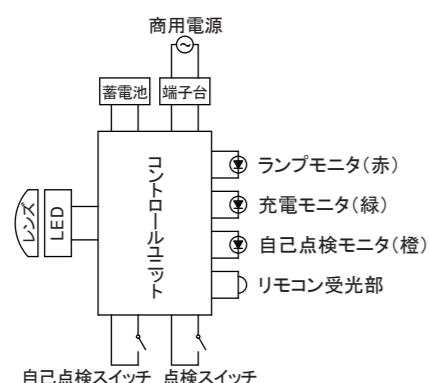 商用電源
蓄電池
端子台
コントロールユニット
レンズ
LED
ランプモニタ(赤)
充電モニタ(緑)
自己点検モニタ(橙)
リモコン受光部
自己点検スイッチ
点検スイッチ